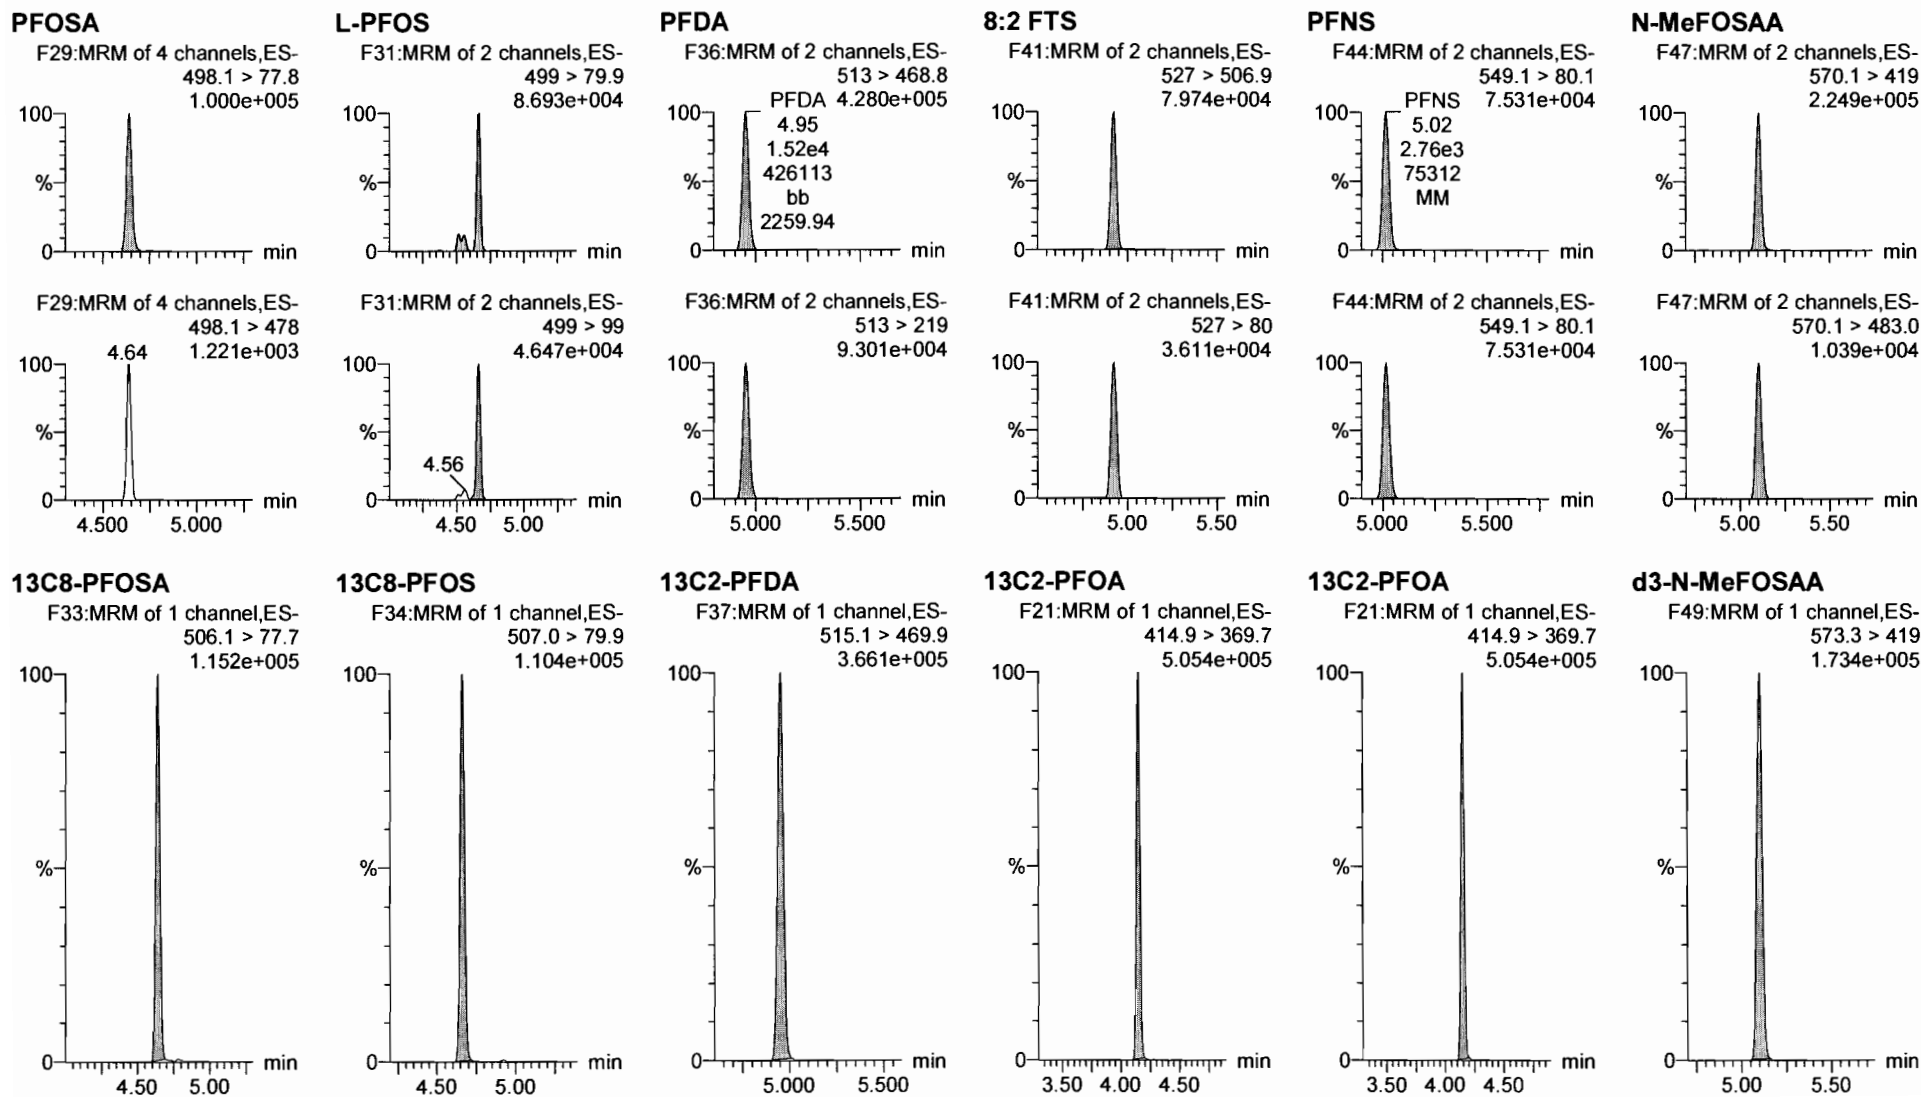 PFOSA
F29:MRM of 4 channels,ES-
498.1 > 77.8
1.000e+005
100
%
0
min
F29:MRM of 4 channels,ES-
498.1 > 478
4.64
1.221e+003
100
%
0
min
4.500
5.000
L-PFOS
F31:MRM of 2 channels,ES-
499 > 79.9
8.693e+004
100
%
0
min
F31:MRM of 2 channels,ES-
499 > 99
4.647e+004
100
4.56
%
0
min
4.50
5.00
PFDA
F36:MRM of 2 channels,ES-
513 > 468.8
PFDA
4.280e+005
100
4.95
1.52e4
426113
bb
2259.94
%
0
min
F36:MRM of 2 channels,ES-
513 > 219
9.301e+004
100
%
0
min
5.000
5.500
8:2 FTS
F41:MRM of 2 channels,ES-
527 > 506.9
7.974e+004
100
%
0
min
F41:MRM of 2 channels,ES-
527 > 80
3.611e+004
100
%
0
min
5.00
5.50
PFNS
F44:MRM of 2 channels,ES-
549.1 > 80.1
PFNS
7.531e+004
100
5.02
2.76e3
75312
MM
%
0
min
F44:MRM of 2 channels,ES-
549.1 > 80.1
7.531e+004
100
%
0
min
5.000
5.500
N-MeFOSAA
F47:MRM of 2 channels,ES-
570.1 > 419
2.249e+005
100
%
0
min
F47:MRM of 2 channels,ES-
570.1 > 483.0
1.039e+004
100
%
0
min
5.00
5.50
13C8-PFOSA
F33:MRM of 1 channel,ES-
506.1 > 77.7
1.152e+005
100
%
0
min
4.50
5.00
13C8-PFOS
F34:MRM of 1 channel,ES-
507.0 > 79.9
1.104e+005
100
%
0
min
4.50
5.00
13C2-PFDA
F37:MRM of 1 channel,ES-
515.1 > 469.9
3.661e+005
100
%
0
min
5.000
5.500
13C2-PFOA
F21:MRM of 1 channel,ES-
414.9 > 369.7
5.054e+005
100
%
0
min
3.50
4.00
4.50
13C2-PFOA
F21:MRM of 1 channel,ES-
414.9 > 369.7
5.054e+005
100
%
0
min
3.50
4.00
4.50
d3-N-MeFOSAA
F49:MRM of 1 channel,ES-
573.3 > 419
1.734e+005
100
%
0
min
5.00
5.50